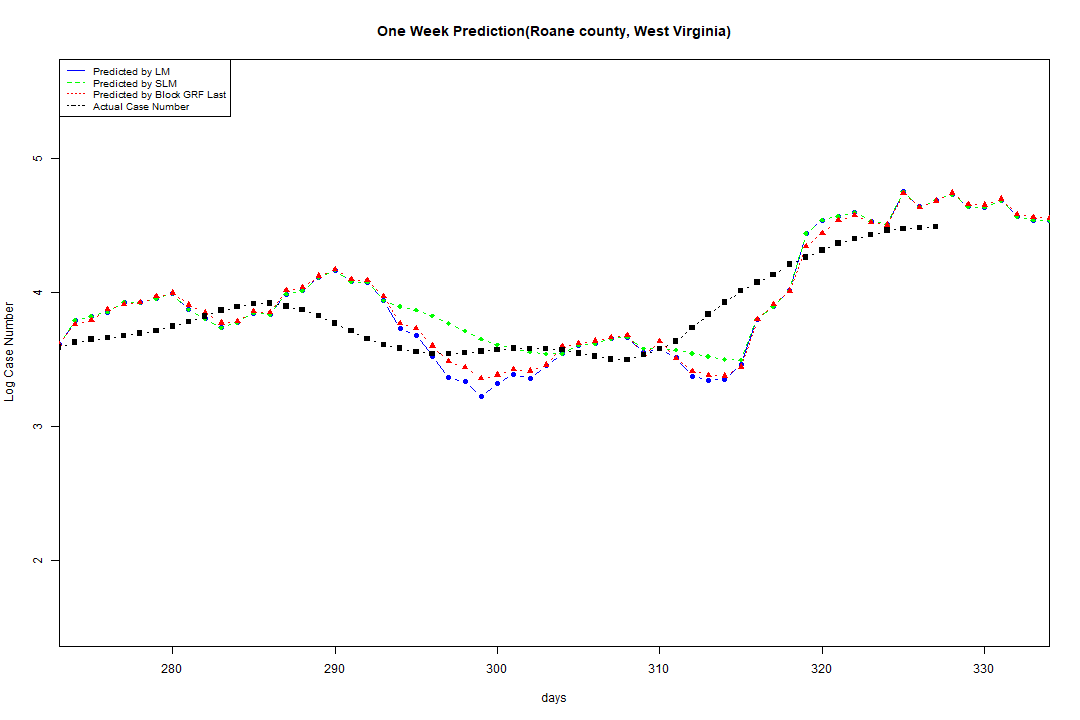 One Week Prediction(Roane county, West Virginia)
Predicted by LM
Predicted by SLM
Predicted by Block GRF Last
Actual Case Number
5
4
3
2
Log Case Number
280 290 300 310 320 330
days